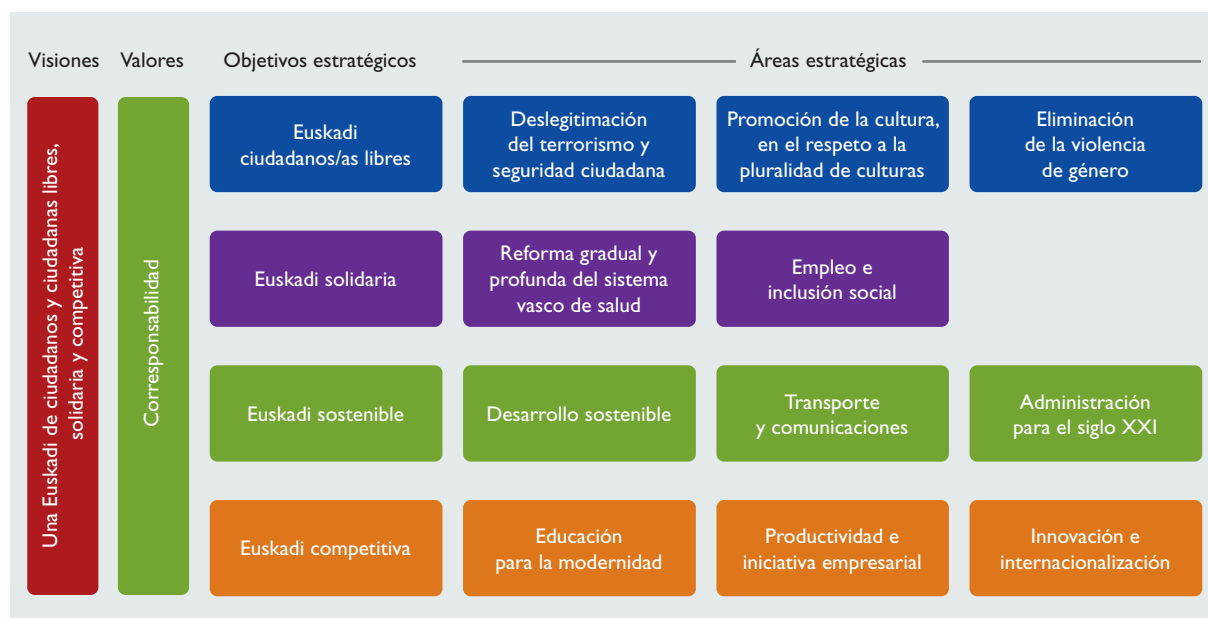 Visiones
Valores
Objetivos estratégicos
Áreas estratégicas
Una Euskadi de ciudadanos y ciudadanas libres,
solidaria y competitiva
Corresponsabilidad
Euskadi
ciudadanos/as libres
Deslegitimación
del terrorismo y
seguridad ciudadana
Promoción de la cultura,
en el respeto a la
pluralidad de culturas
Eliminación
de la violencia
de género
Euskadi solidaria
Reforma gradual y
profunda del sistema
vasco de salud
Empleo e
inclusión social
Euskadi sostenible
Desarrollo sostenible
Transporte
y comunicaciones
Administración
para el siglo XXI
Euskadi competitiva
Educación
para la modernidad
Productividad e
iniciativa empresarial
Innovación e
internacionalización